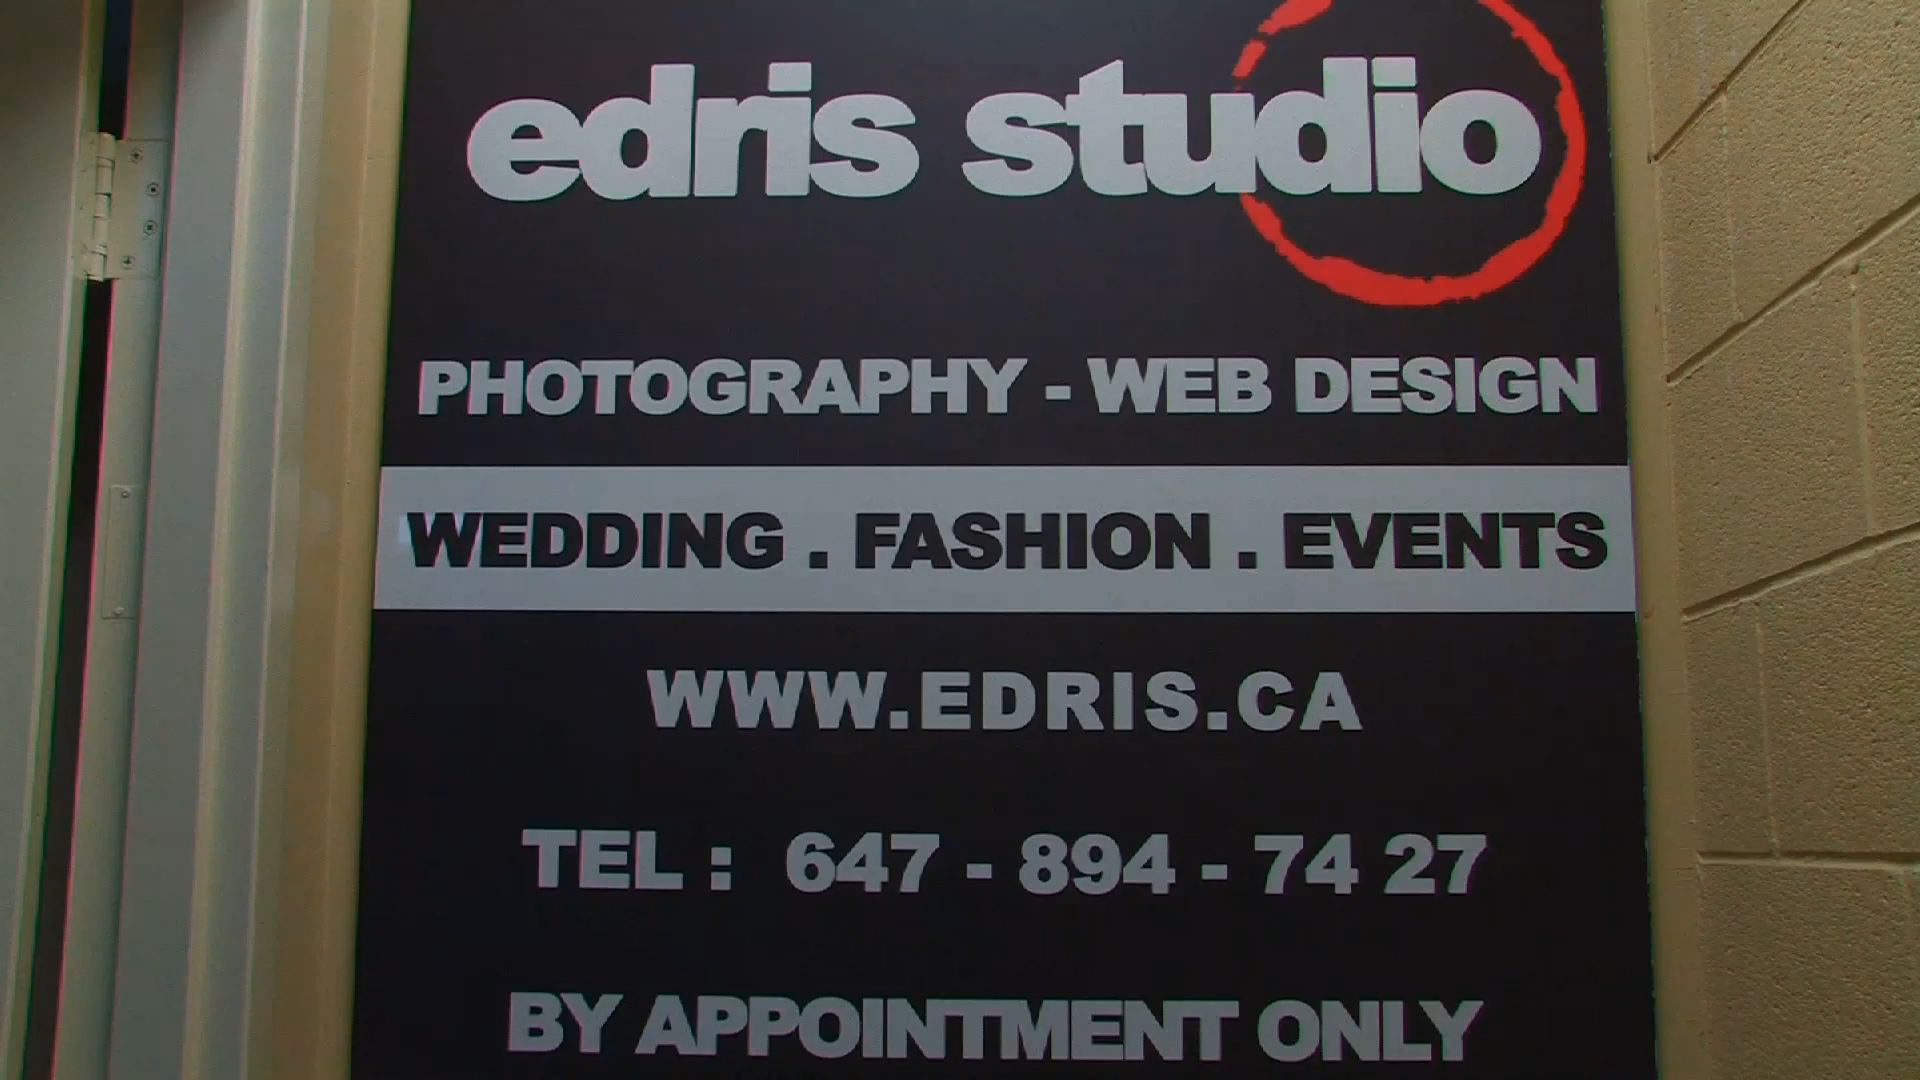 edris studio
PHOTOGRAPHY - WEB DESIGN
WEDDING . FASHION . EVENTS
WWW.EDRIS.CA
TEL : 647 - 894 - 74 27
BY APPOINTMENT ONLY